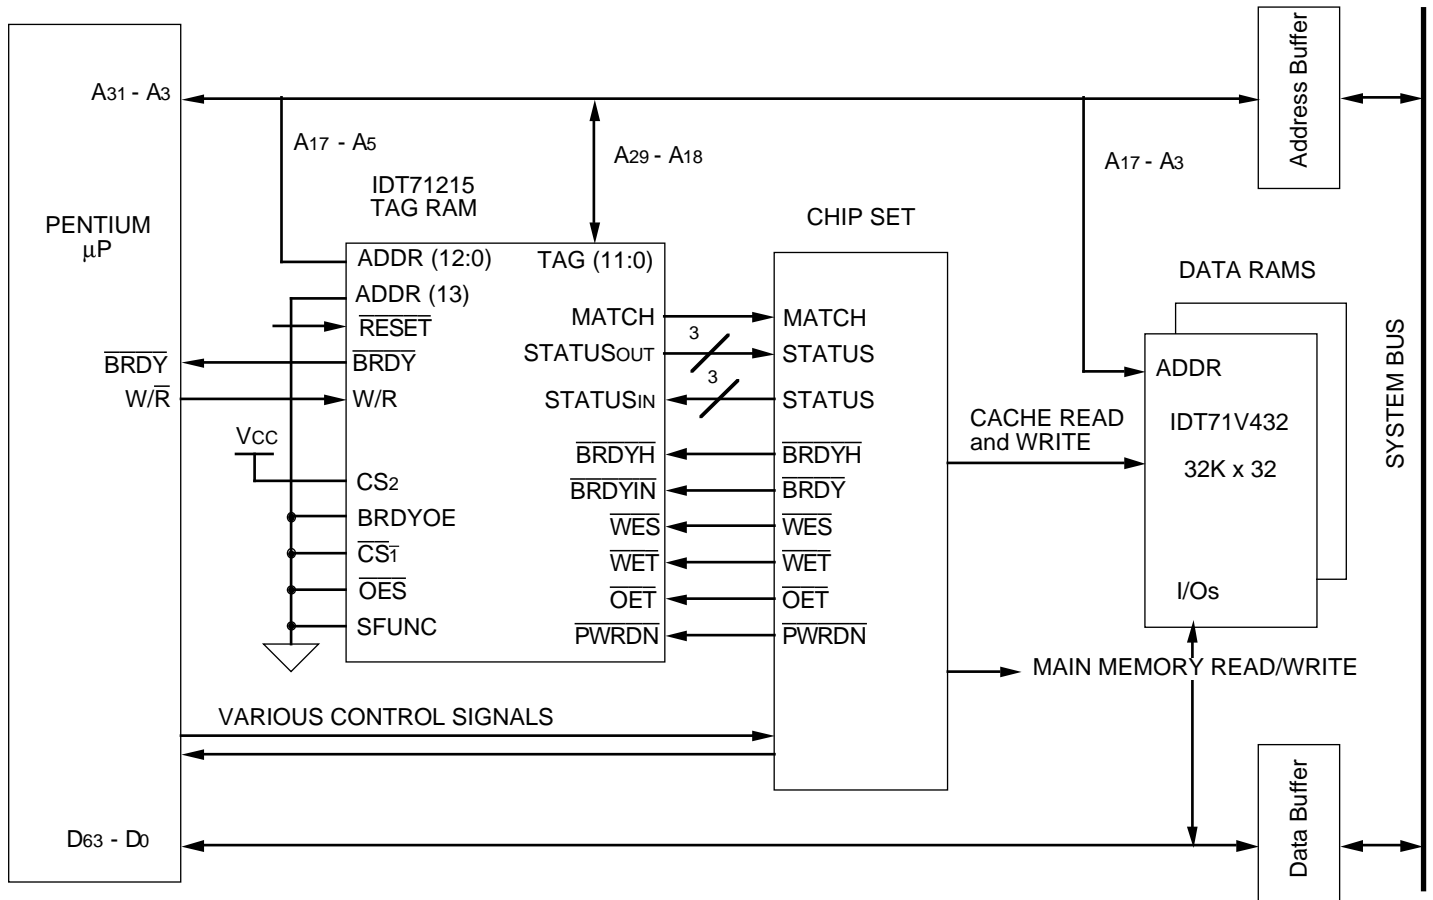 A31 - A3
PENTIUM
µP
BRDY
W/R
D63 - D0
A17 - A5
A29 - A18
A17 - A3
IDT71215
TAG RAM
ADDR (12:0)
TAG (11:0)
ADDR (13)
RESET
BRDY
W/R
VCC
CS2
BRDYOE
CS1
OES
SFUNC
MATCH
STATUSOUT
STATUSIN
BRDYH
BRDYIN
WES
WET
OET
PWRDN
3
3
CHIP SET
MATCH
STATUS
STATUS
BRDYH
BRDY
WES
WET
OET
PWRDN
CACHE READ
and WRITE
DATA RAMS
ADDR
IDT71V432
32K x 32
I/Os
MAIN MEMORY READ/WRITE
VARIOUS CONTROL SIGNALS
Address Buffer
Data Buffer
SYSTEM BUS